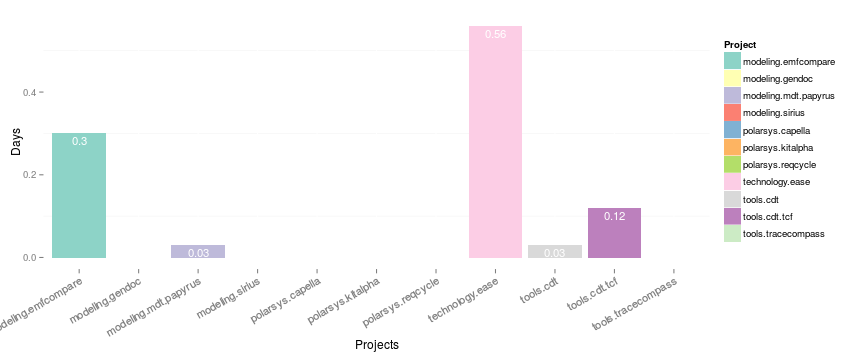 0.56
Project
modeling.emfcompare
modeling.gendoc
modeling.mdt.papyrus
modeling.sirius
polarsys.capella
polarsys.kitalpha
polarsys.reqcycle
technology.ease
tools.cdt
tools.cdt.tcf
tools.tracecompass
Days
0.4
0.2
0.0
0.3
0.03
0.03
0.12
deling.emfcompare
modeling.gendoc
modeling.mdt.papyrus
modeling.sirius
polarsys.capella
polarsys.kitalpha
polarsys.reqcycle
technology.ease
tools.cdt
tools.cdt.tcf
tools.tracecompass
Projects